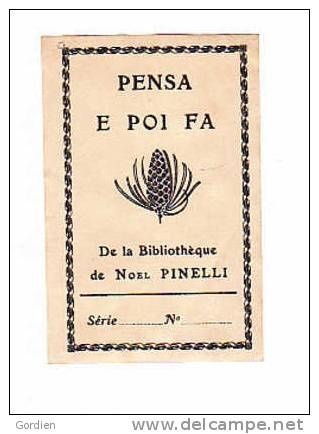 PENSA
E POI FA
De la Bibliothèque
de NOEL PINELLI
Série............ No............
Gordien
www.delcampe.net